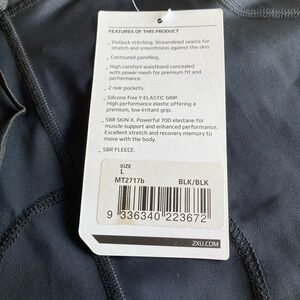 FEATURES OF THIS PRODUCT
_ Flatlock stitching. Streamlined seams for
stretch and smoothness against the skin.
_ Contoured panelling.
_ High comfort waistband concealed
with power mesh for premium fit and
performance.
_ 2 rear pockets.
_ Silicone free Y ELASTIC GRIP.
High performance elastic offering a
premium, low irritant grip.
_ SBR SKIN X. Powerful 70D elastane for
muscle support and enhanced performance.
Excellent stretch and recovery memory to
move with the body.
_ SBR FLEECE.
SIZE
L
MT2717b BLK/BLK
9 336340 223672
2XU.COM